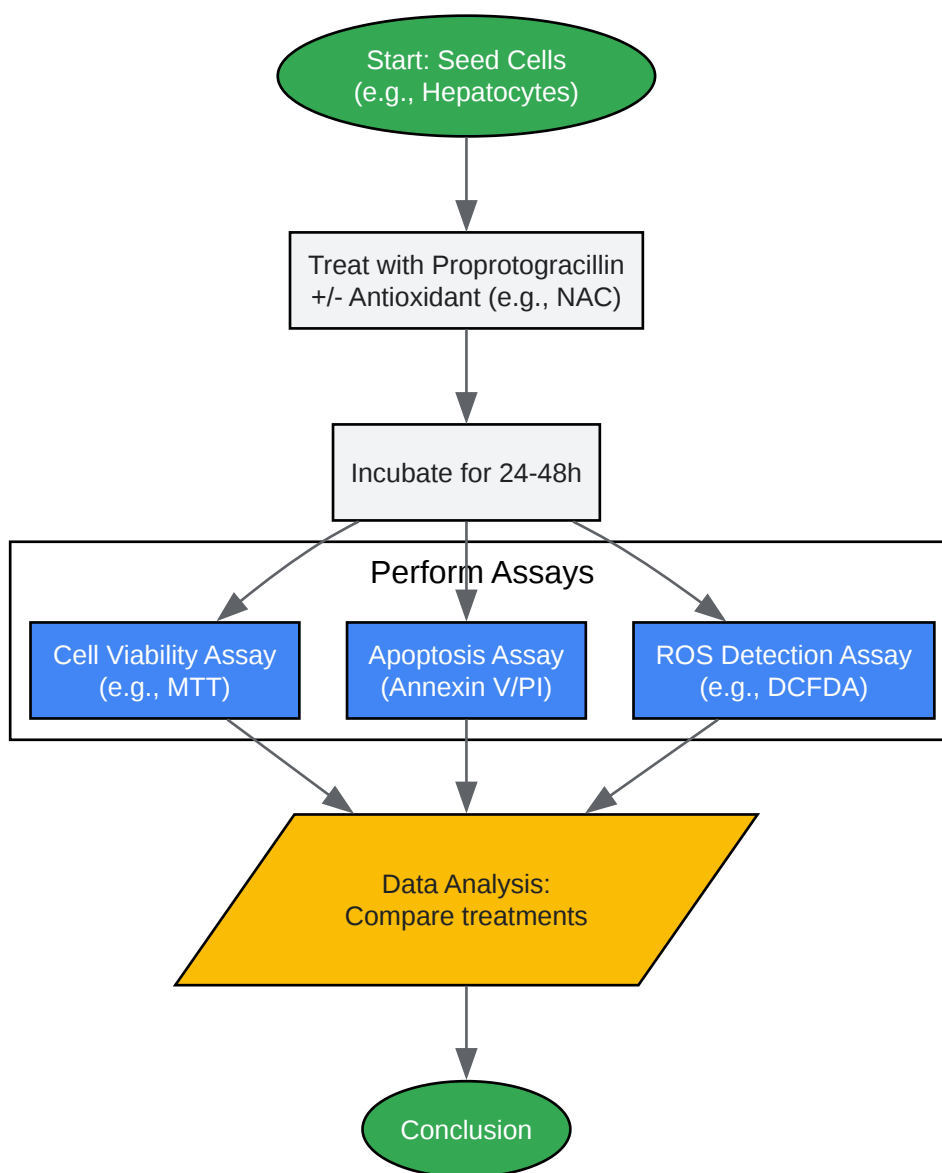 Start: Seed Cells
(e.g., Hepatocytes)
Treat with Proprotogracillin
+/- Antioxidant (e.g., NAC)
Incubate for 24-48h
Perform Assays
Cell Viability Assay
(e.g., MTT)
Apoptosis Assay
(Annexin V/PI)
ROS Detection Assay
(e.g., DCFDA)
Data Analysis:
Compare treatments
Conclusion